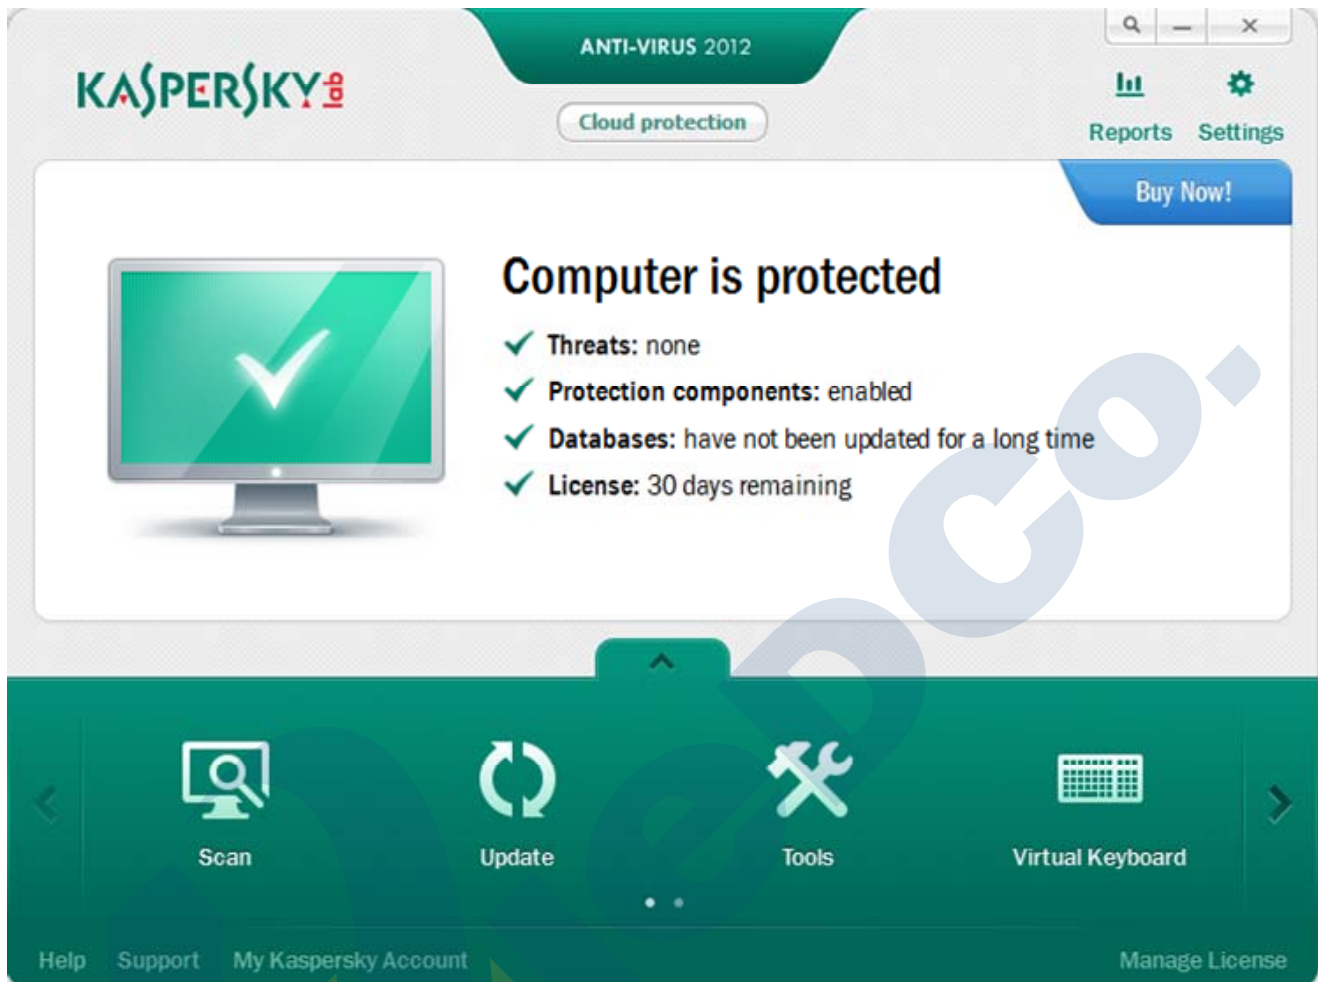 ANTI-VIRUS 2012
KASPERSKY lab
Cloud protection
Reports Settings
Buy Now!
Computer is protected
Threats: none
Protection components: enabled
Databases: have not been updated for a long time
License: 30 days remaining
Scan Update Tools Virtual Keyboard
Help Support My Kaspersky Account Manage License